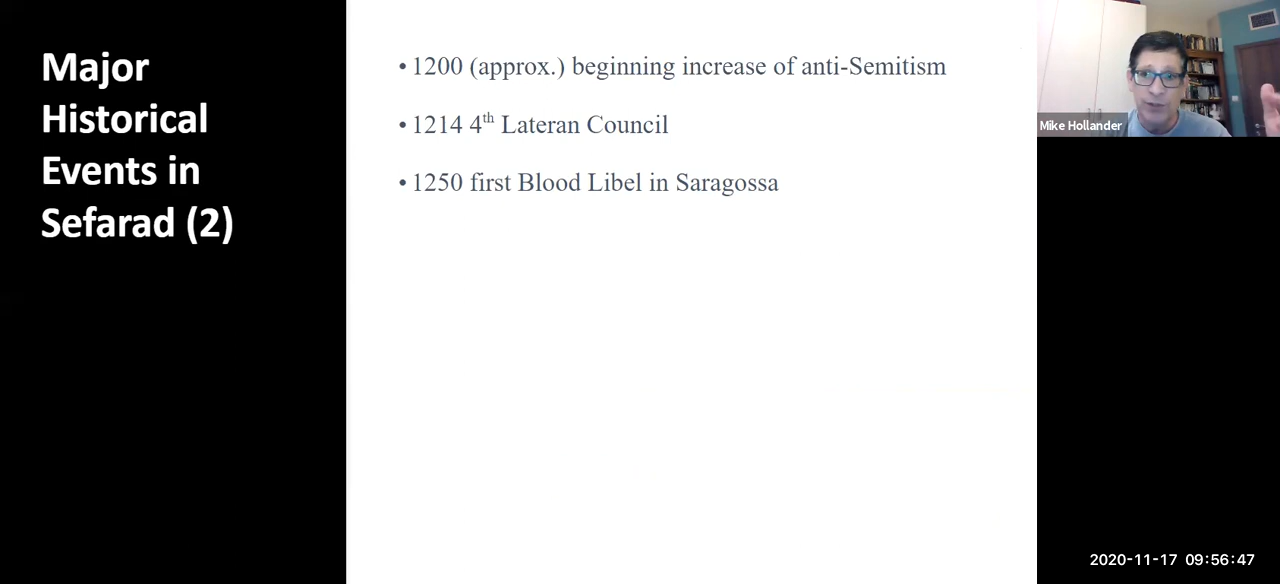 Major
Historical
Events in
Sefarad (2)
• 1200 (approx.) beginning increase of anti-Semitism
• 1214 4th Lateran Council
• 1250 first Blood Libel in Saragossa
Mike Hollander
2020-11-17 09:56:47